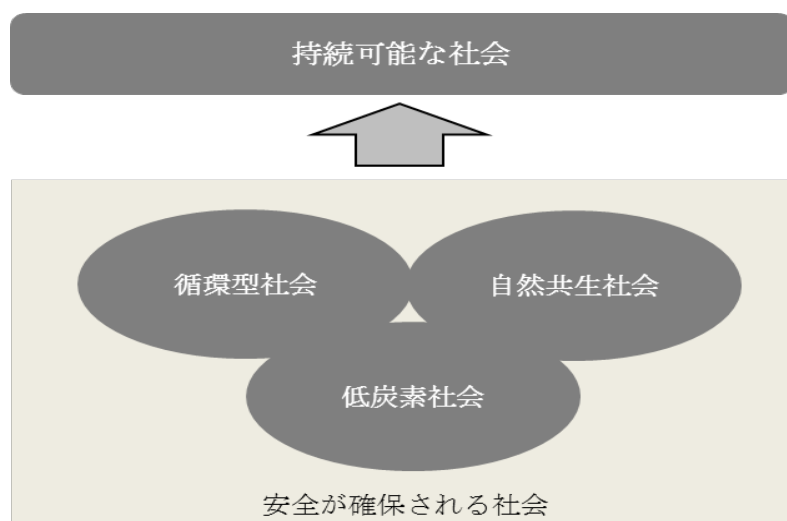 持続可能な社会
循環型社会
自然共生社会
低炭素社会
安全が確保される社会